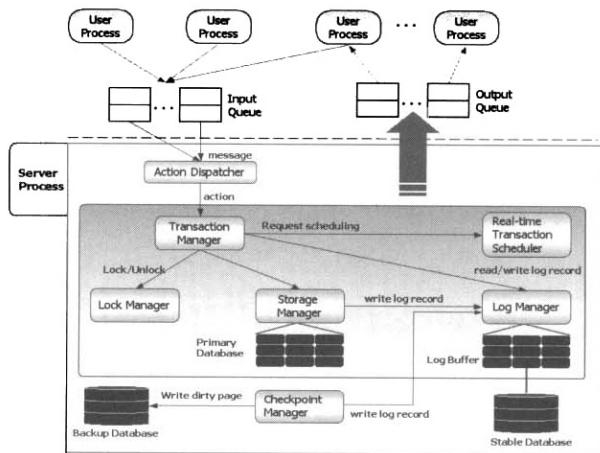 User
Process
User
Process
User
Process
...
User
Process
...
Input
Queue
...
Output
Queue
Server
Process
message
Action Dispatcher
action
Transaction
Manager
Request scheduling
Real-time
Transaction
Scheduler
Lock/Unlock
read/write log record
Lock Manager
Storage
Manager
write log record
Log Manager
Primary
Database
Log Buffer
Write dirty page
Checkpoint
Manager
write log record
Backup Database
Stable Database